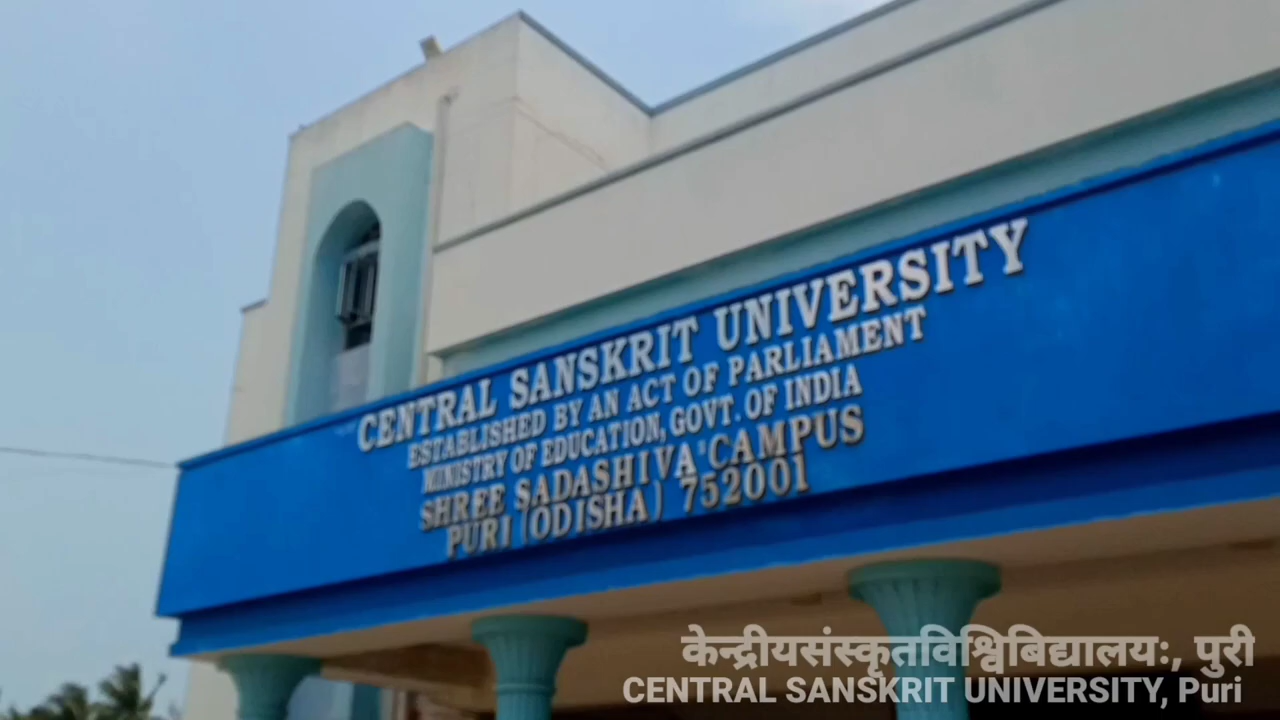 CENTRAL SANSKRIT UNIVERSITY
ESTABLISHED BY AN ACT OF PARLIAMENT
MINISTRY OF EDUCATION, GOVT. OF INDIA
SHREE SADASHIVA CAMPUS
PURI (ODISHA) 752001
केन्द्रीयसंस्कृतविश्विबिद्यालयः, पुरी
CENTRAL SANSKRIT UNIVERSITY, Puri